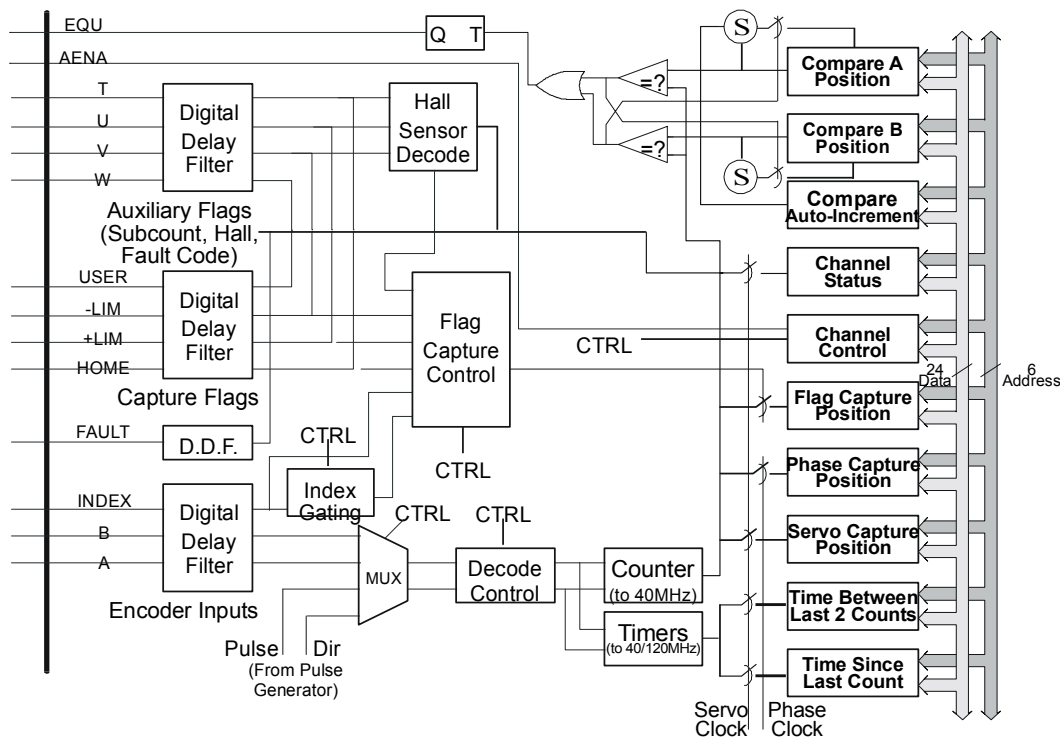 EQU
Q T
AENA
T
U
V
W
Digital
Delay
Filter
Hall
Sensor
Decode
=?
=?
S
S
Compare A
Position
Compare B
Position
Compare
Auto-Increment
Auxiliary Flags
(Subcount, Hall,
Fault Code)
USER
-LIM
+LIM
HOME
Digital
Delay
Filter
Capture Flags
Flag
Capture
Control
CTRL
CTRL
Channel
Status
Channel
Control
24
Data
6
Address
Flag Capture
Position
Phase Capture
Position
Servo Capture
Position
Time Between
Last 2 Counts
Time Since
Last Count
FAULT
D.D.F.
CTRL
INDEX
B
A
Digital
Delay
Filter
Encoder Inputs
Index
Gating
CTRL
MUX
CTRL
Decode
Control
Counter
(to 40MHz)
Timers
(to 40/120MHz)
Pulse Dir
(From Pulse
Generator)
Servo
Clock
Phase
Clock